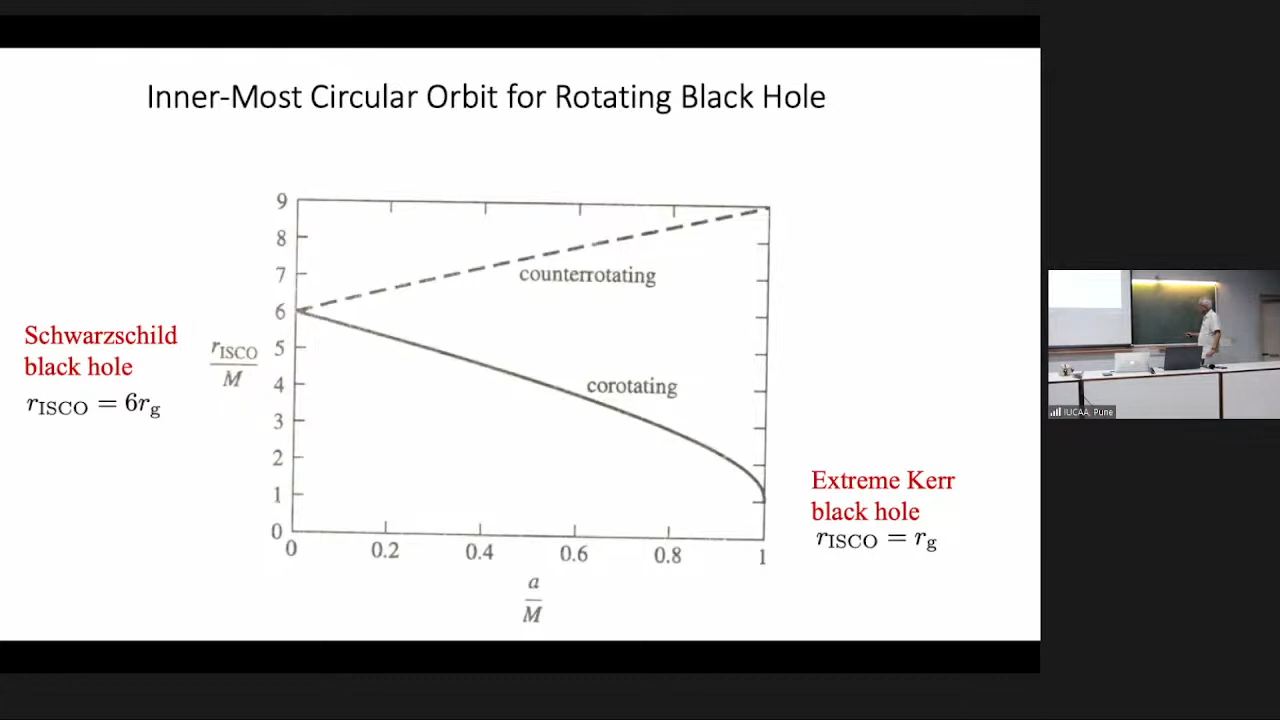 Inner-Most Circular Orbit for Rotating Black Hole
9
8
7
6
5
4
3
2
1
0
counterrotating
corotating
Schwarzschild
black hole
r_ISCO = 6r_g
r_ISCO
M
Extreme Kerr
black hole
r_ISCO = r_g
0 0.2 0.4 0.6 0.8 1
a
M
IUCAA, Pune